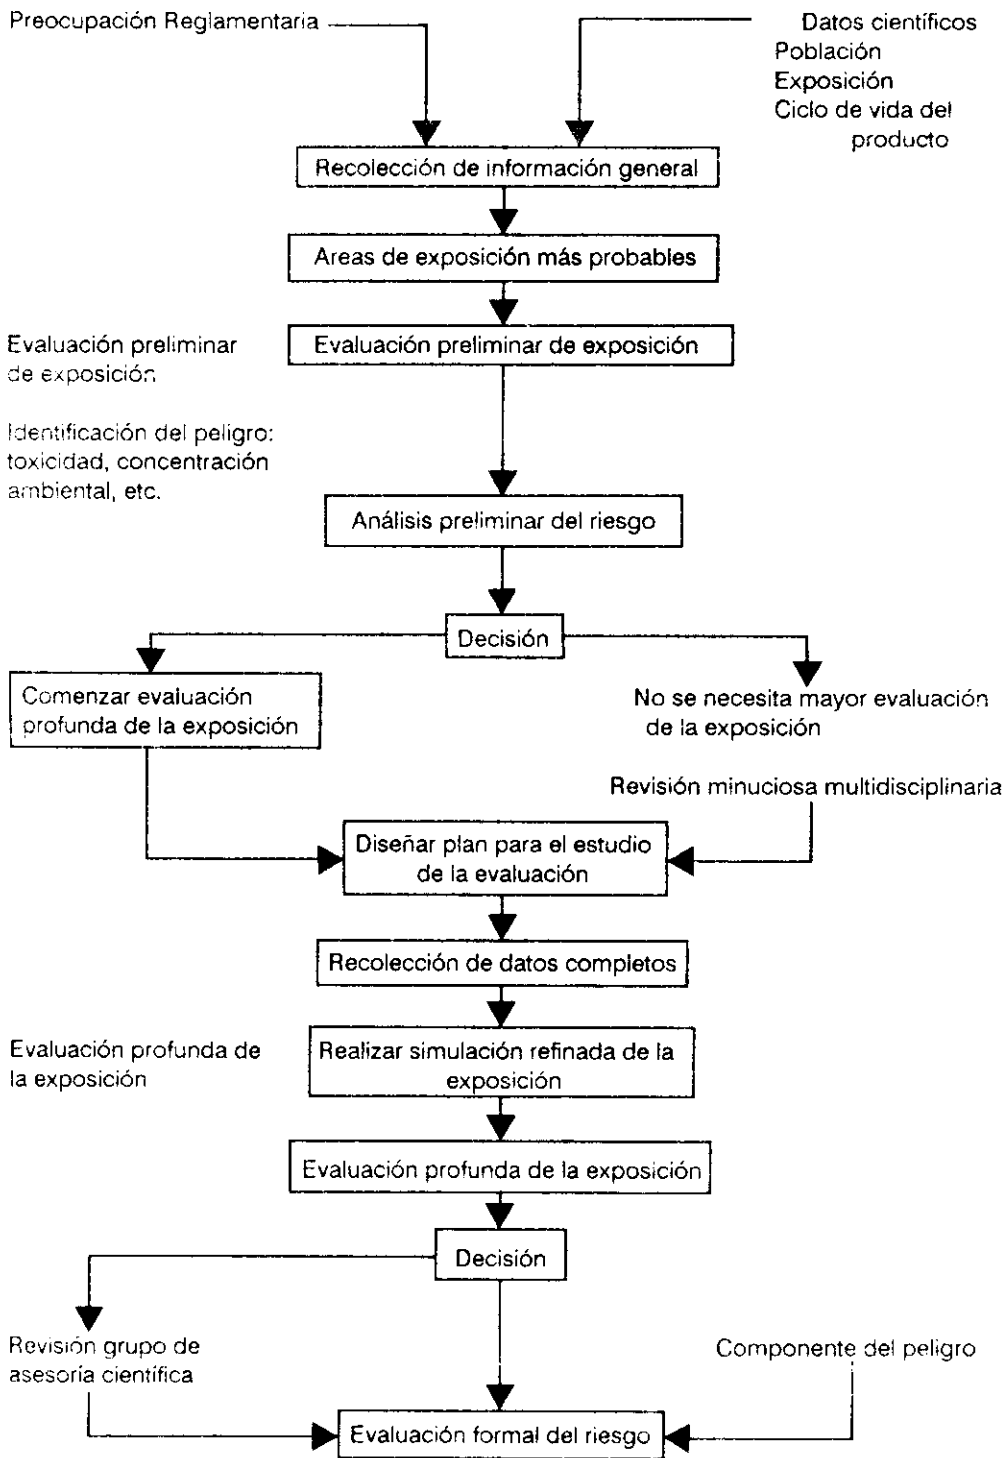 Preocupación Reglamentaria
Datos científicos
Población
Exposición
Ciclo de vida del
producto
Recolección de información general
Areas de exposición más probables
Evaluación preliminar
de exposición
Evaluación preliminar de exposición
Identificación del peligro:
toxicidad, concentración
ambiental, etc.
Análisis preliminar del riesgo
Decisión
Comenzar evaluación
profunda de la exposición
No se necesita mayor evaluación
de la exposición
Revisión minuciosa multidisciplinaria
Diseñar plan para el estudio
de la evaluación
Recolección de datos completos
Evaluación profunda de
la exposición
Realizar simulación refinada de la
exposición
Evaluación profunda de la exposición
Decisión
Revisión grupo de
asesoría científica
Componente del peligro
Evaluación formal del riesgo